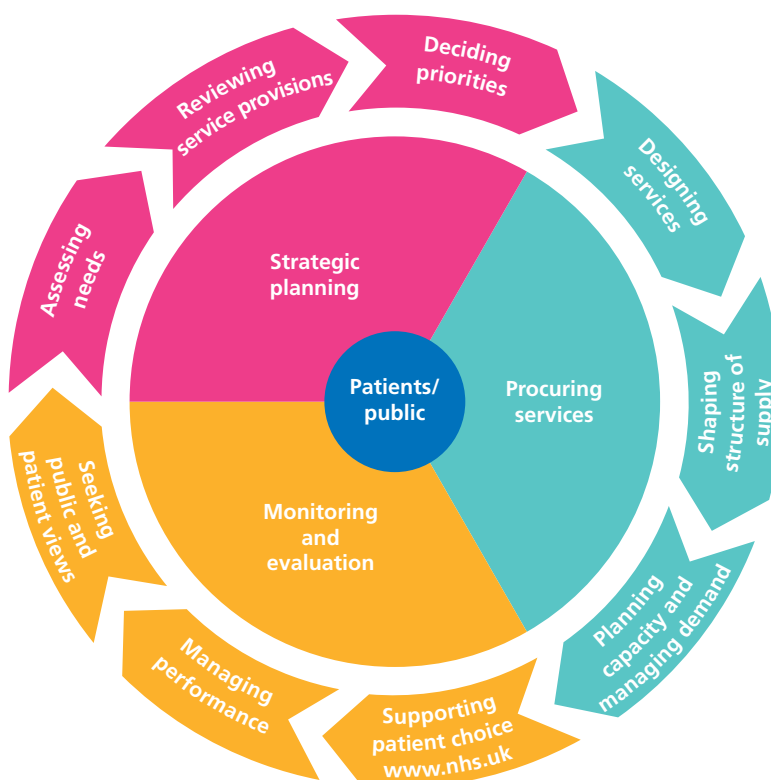 Deciding
priorities
Designing
services
Shaping
structure of
supply
Planning
capacity and
managing demand
Supporting
patient choice
www.nhs.uk
Managing
performance
Seeking
public and
patient views
Assessing
needs
Reviewing
service provisions
Strategic
planning
Procuring
services
Monitoring
and
evaluation
Patients/
public